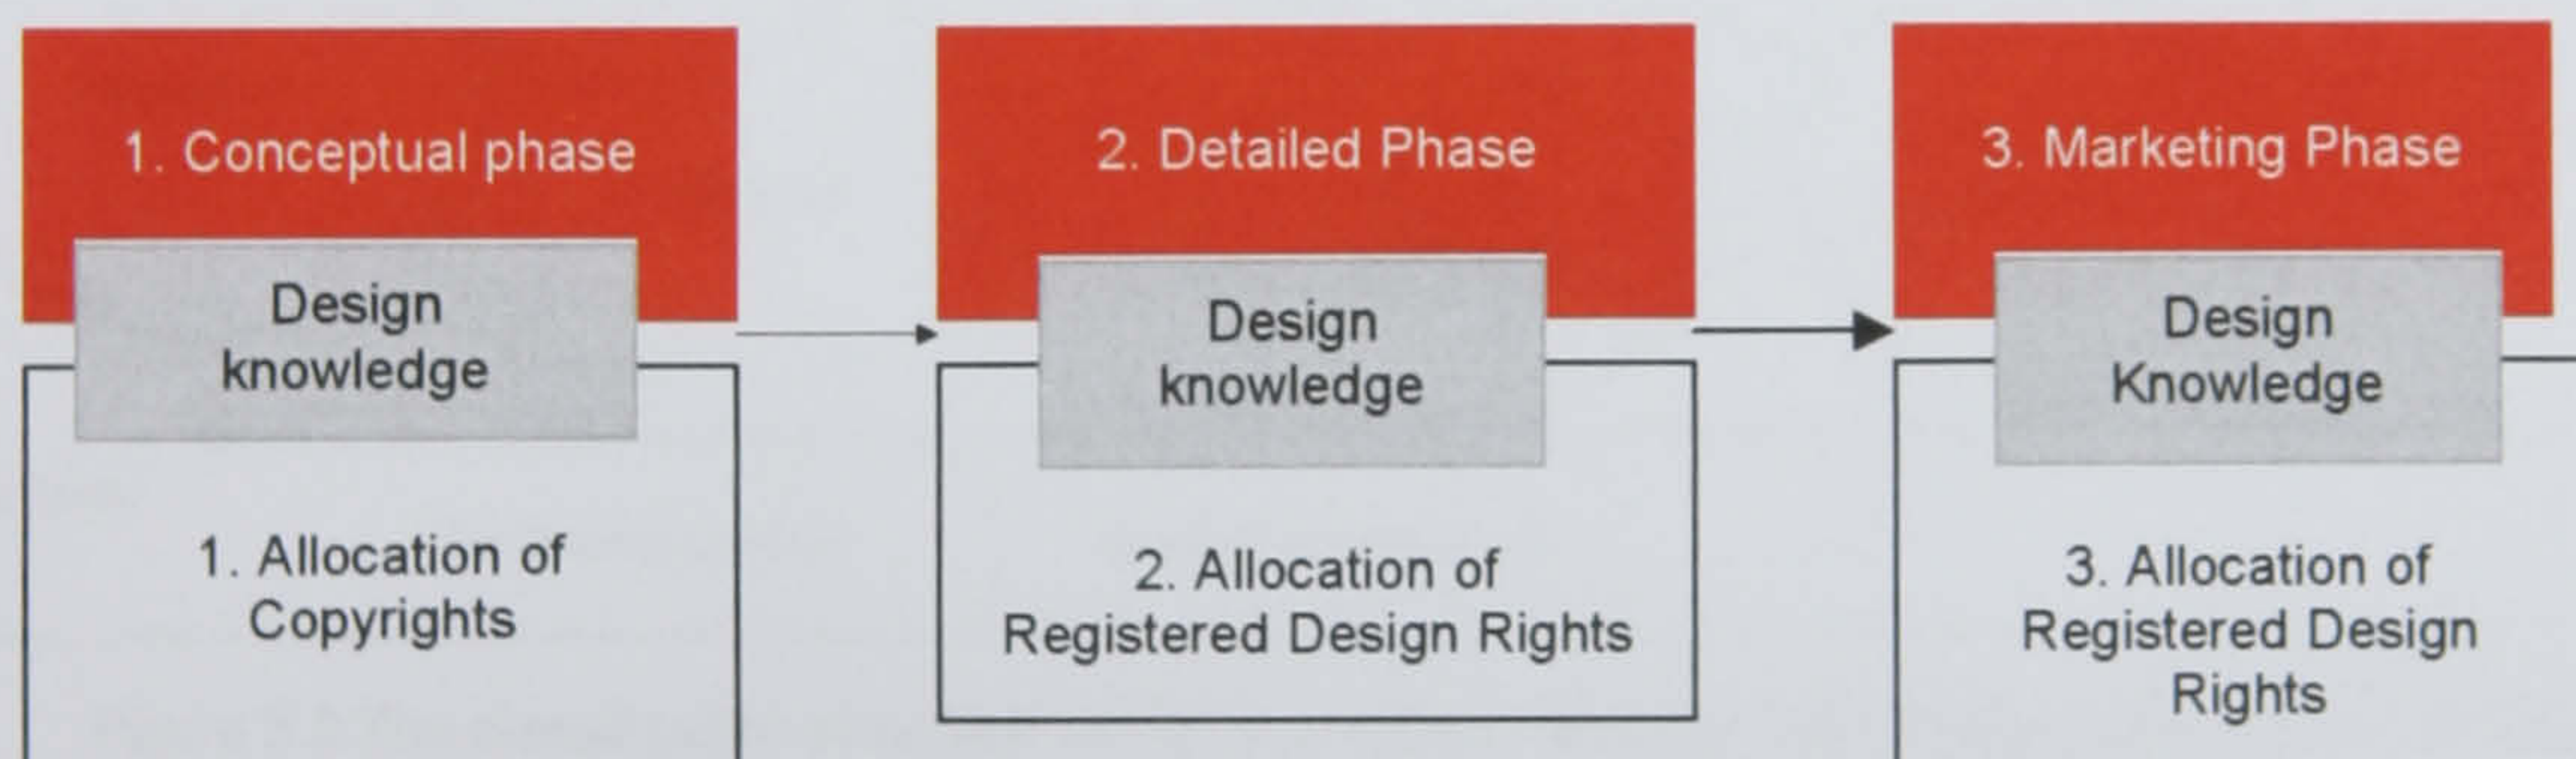 1. Conceptual phase
Design
knowledge
1. Allocation of
Copyrights
2. Detailed Phase
Design
knowledge
2. Allocation of
Registered Design Rights
3. Marketing Phase
Design
Knowledge
3. Allocation of
Registered Design
Rights